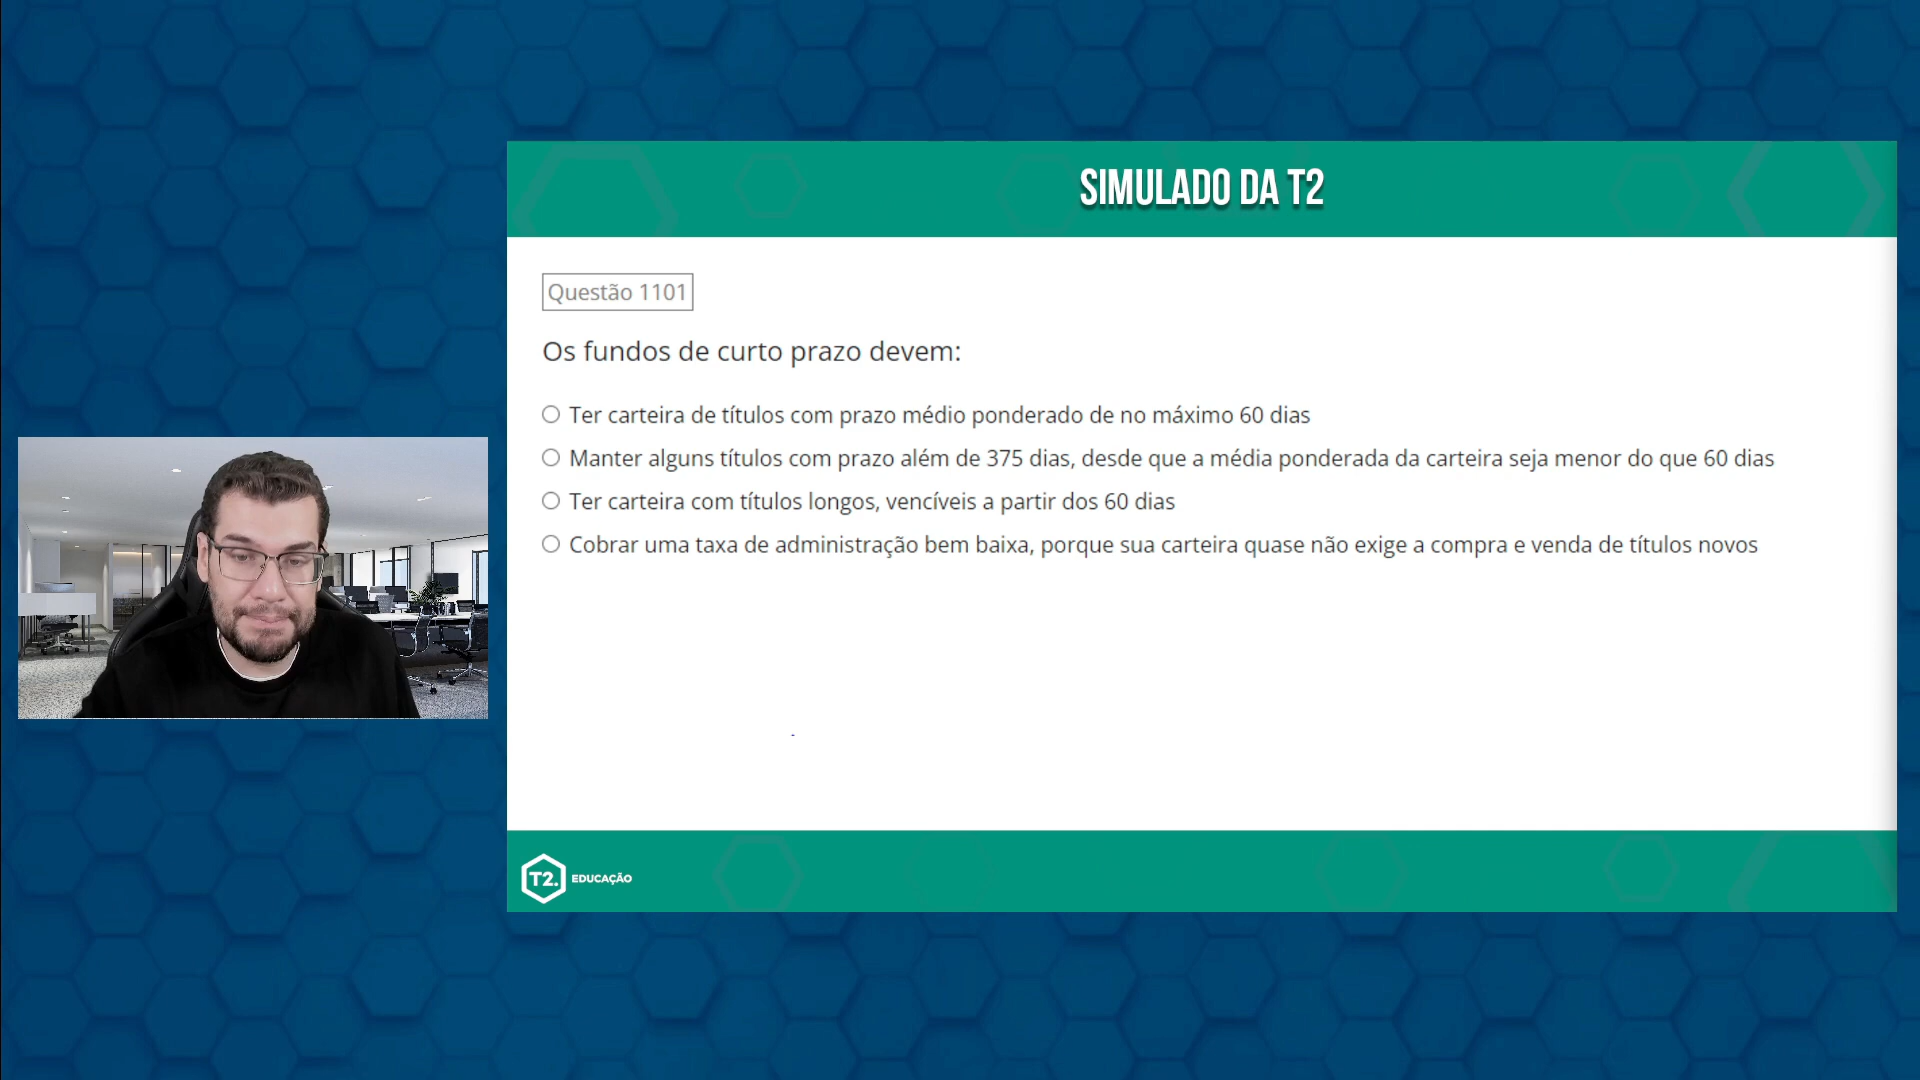 SIMULADO DA T2
Questão 1101
Os fundos de curto prazo devem:
Ter carteira de títulos com prazo médio ponderado de no máximo 60 dias
Manter alguns títulos com prazo além de 375 dias, desde que a média ponderada da carteira seja menor do que 60 dias
Ter carteira com títulos longos, vencíveis a partir dos 60 dias
Cobrar uma taxa de administração bem baixa, porque sua carteira quase não exige a compra e venda de títulos novos
T2. EDUCAÇÃO